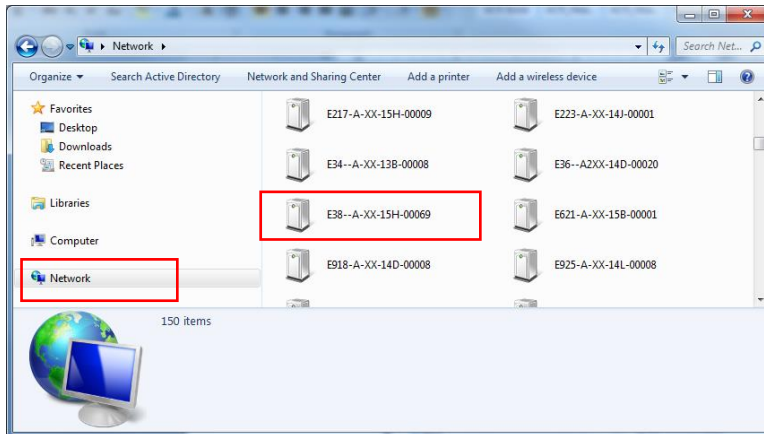 Network
Search Net...
Organize
Search Active Directory
Network and Sharing Center
Add a printer
Add a wireless device
Favorites
Desktop
Downloads
Recent Places
Libraries
Computer
Network
E217-A-XX-15H-00009
E223-A-XX-14J-00001
E34--A-XX-13B-00008
E36--A2XX-14D-00020
E38--A-XX-15H-00069
E621-A-XX-15B-00001
E918-A-XX-14D-00008
E925-A-XX-14L-00008
150 items